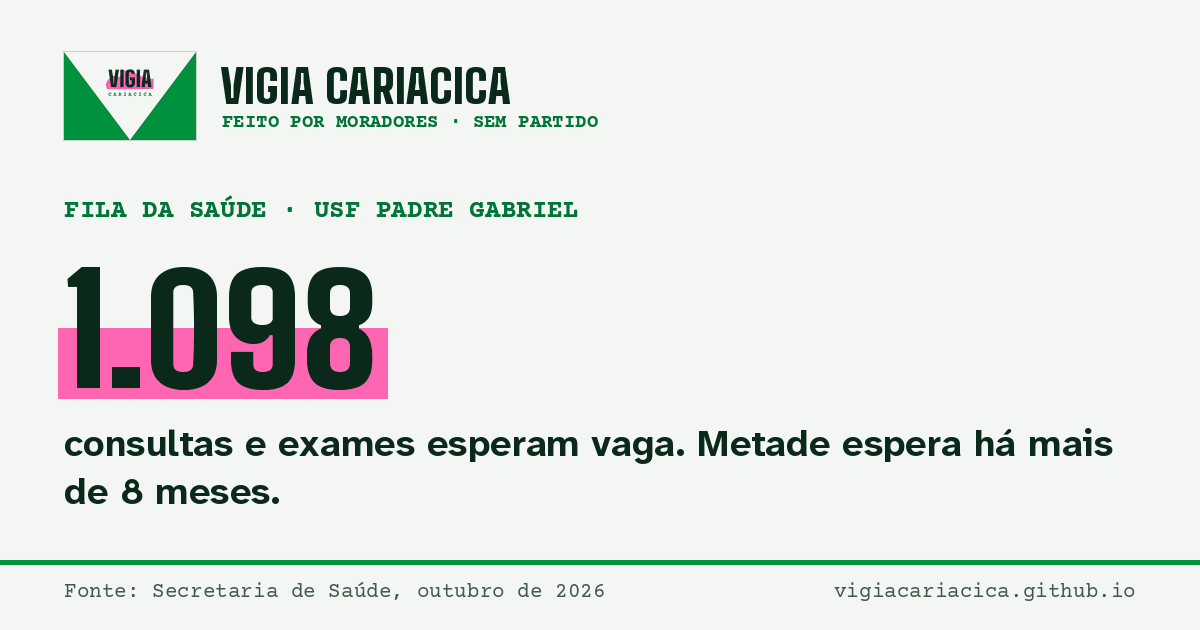 VIGIA
CARIACICA
VIGIA CARIACICA
FEITO POR MORADORES · SEM PARTIDO
FILA DA SAÚDE · USF PADRE GABRIEL
1.098
consultas e exames esperam vaga. Metade espera há mais
de 8 meses.
Fonte: Secretaria de Saúde, outubro de 2026
vigiacariacica.github.io